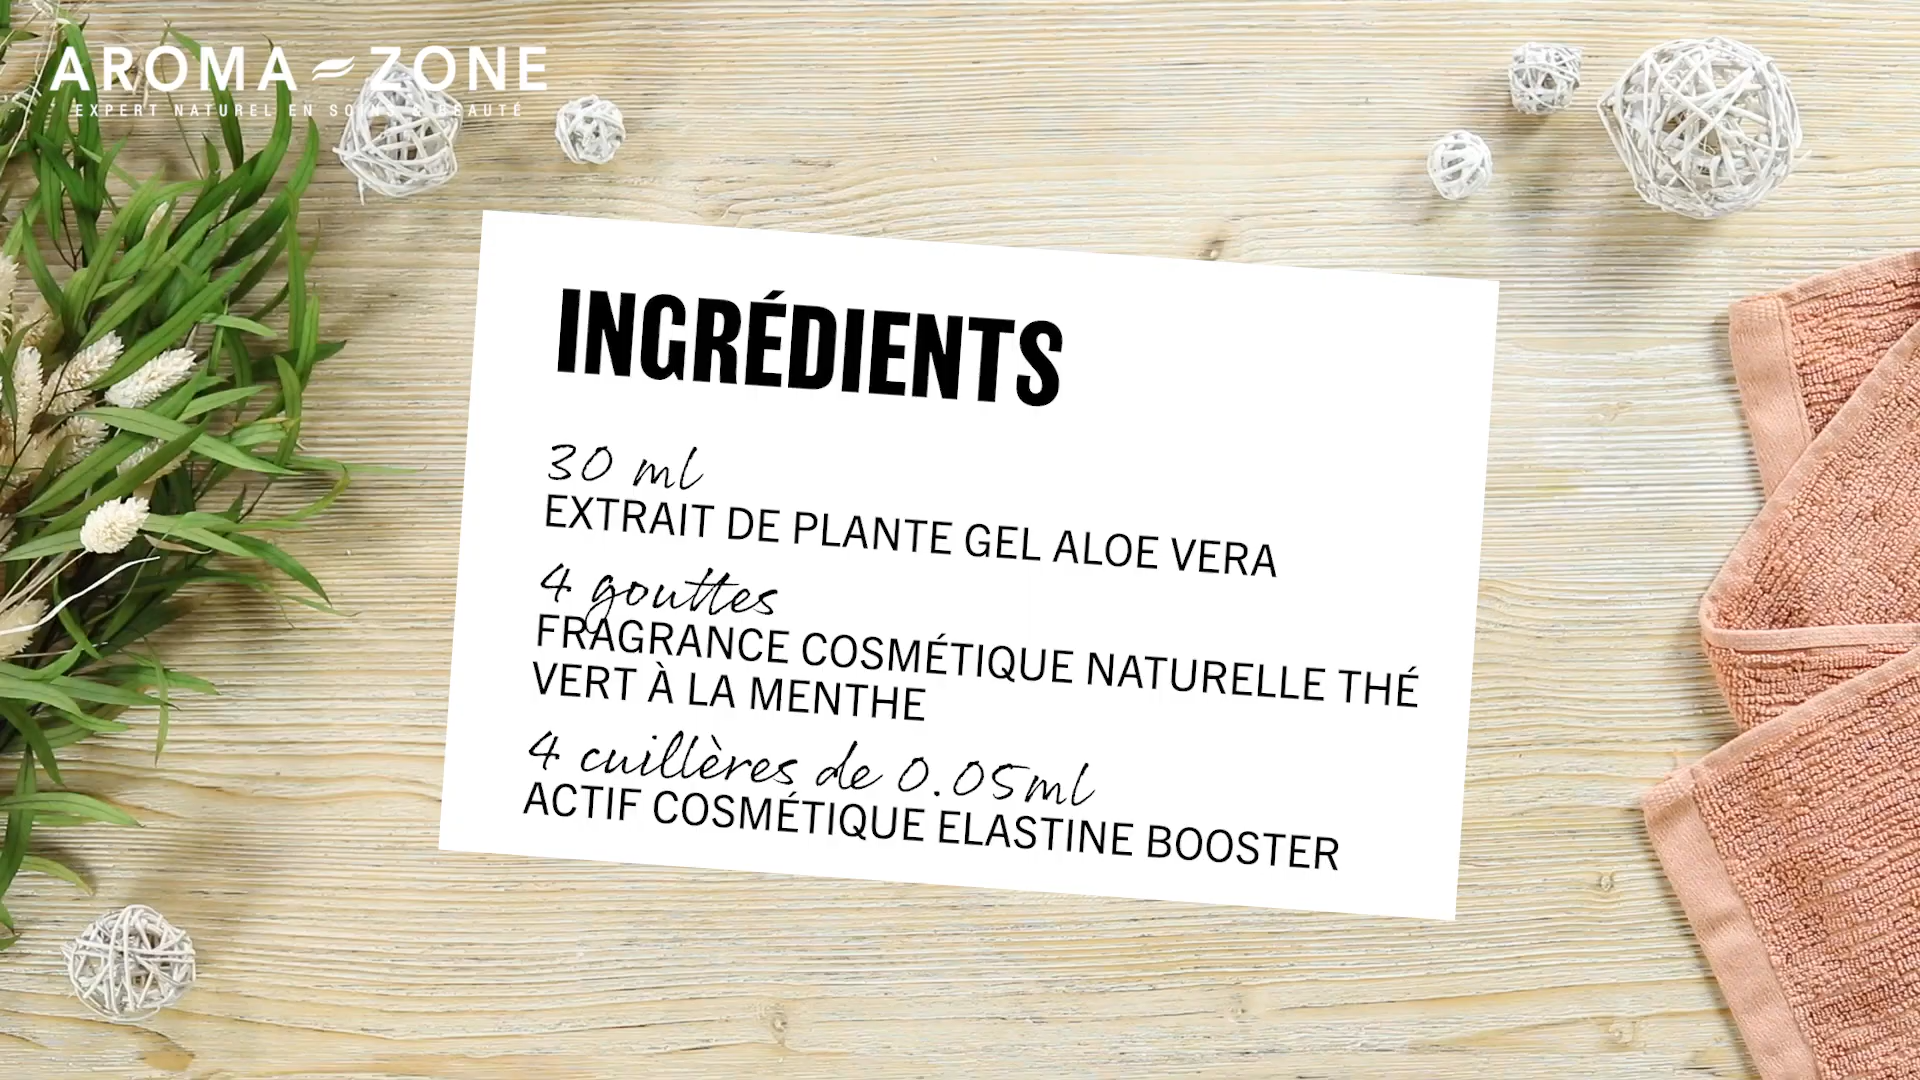 AROMA-ZONE
EXPERT NATUREL EN SOINS & BEAUTÉ
INGRÉDIENTS
30 ml
EXTRAIT DE PLANTE GEL ALOE VERA
4 gouttes
FRAGRANCE COSMÉTIQUE NATURELLE THÉ
VERT À LA MENTHE
4 cuillères de 0.05ml
ACTIF COSMÉTIQUE ELASTINE BOOSTER